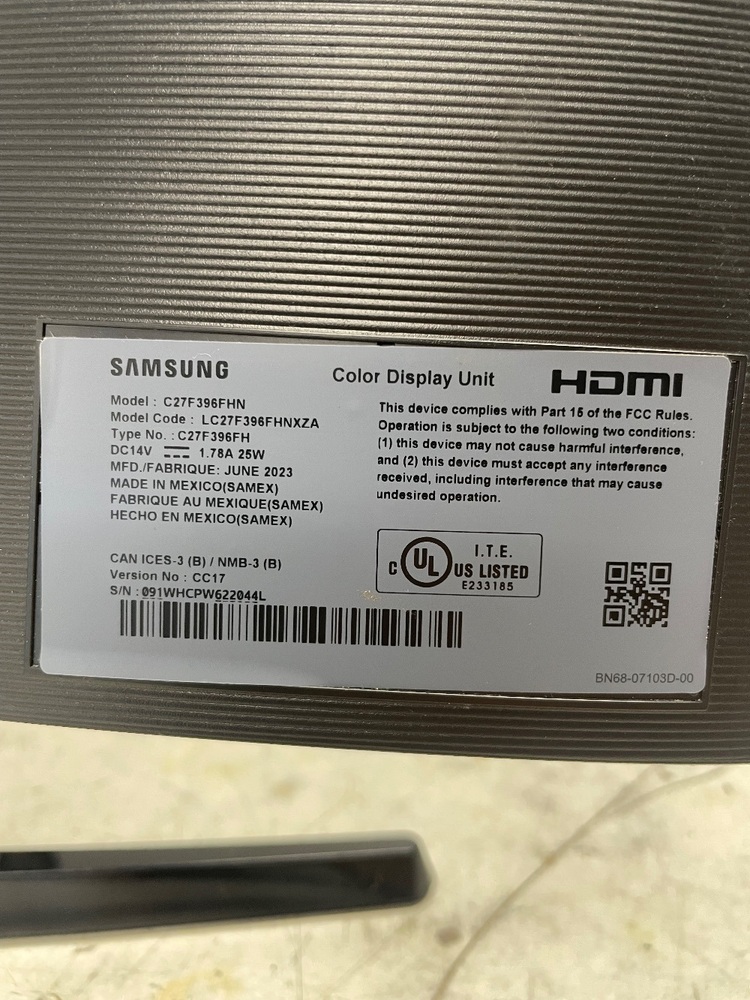 SAMSUNG
Color Display Unit
HDMI
Model : C27F396FHN
Model Code : LC27F396FHNXZA
Type No. : C27F396FH
DC14V 1.78A 25W
MFD./FABRIQUE: JUNE 2023
MADE IN MEXICO(SAMEX)
FABRIQUE AU MEXIQUE(SAMEX)
HECHO EN MEXICO(SAMEX)
This device complies with Part 15 of the FCC Rules.
Operation is subject to the following two conditions:
(1) this device may not cause harmful interference,
and (2) this device must accept any interference
received, including interference that may cause
undesired operation.
CAN ICES-3 (B) / NMB-3 (B)
Version No : CC17
S/N : 091WHCPW622044L
C UL US LISTED
I.T.E.
E233185
BN68-07103D-00